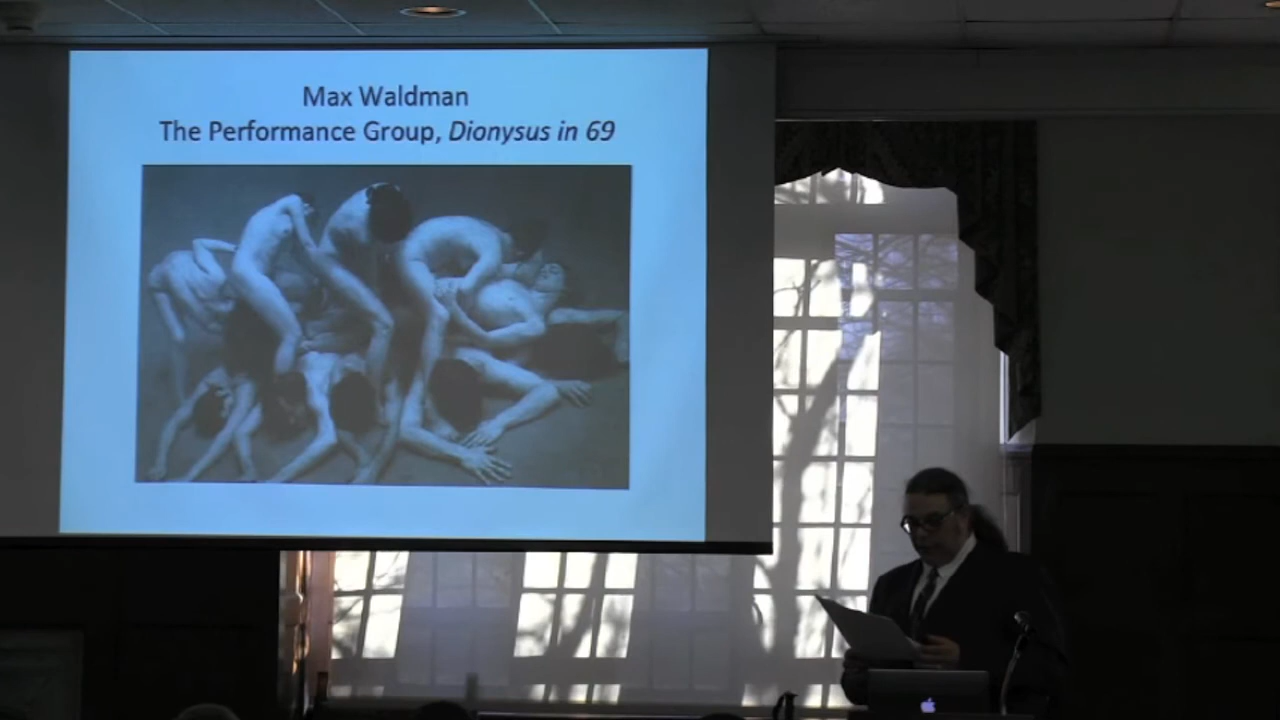 Max Waldman
The Performance Group, Dionysus in 69